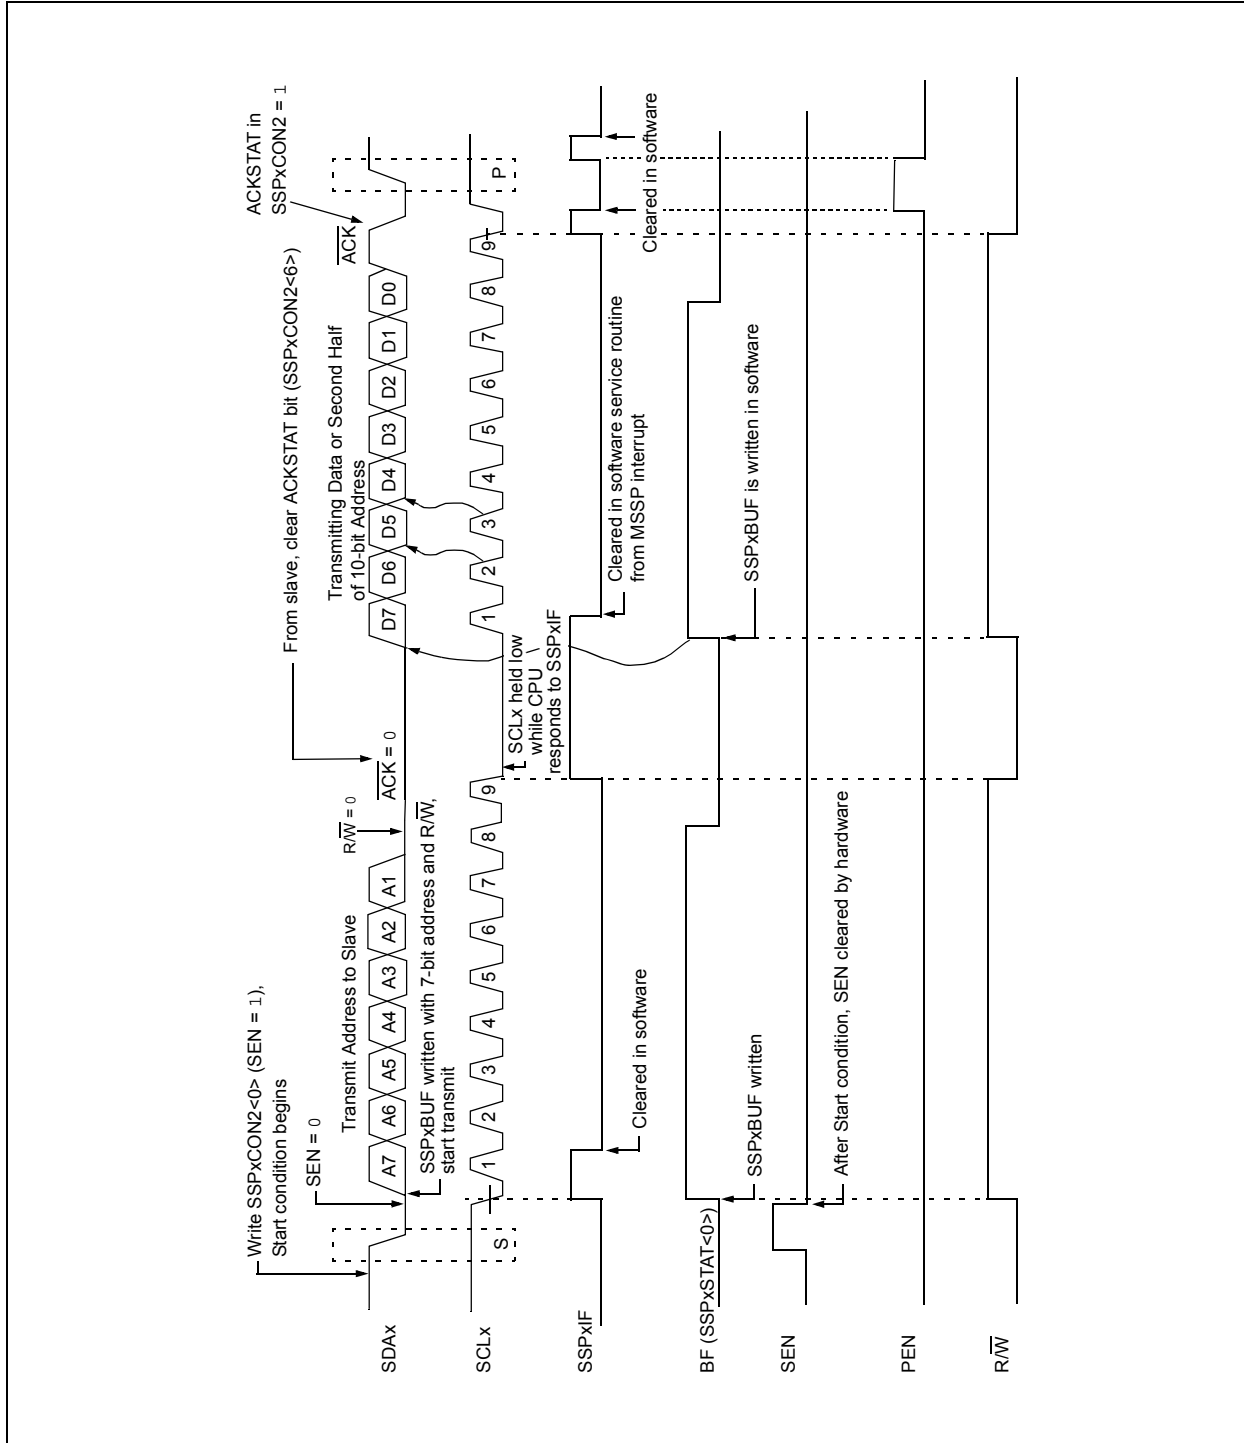 Write SSPxCON2<0> (SEN = 1),
Start condition begins
SEN = 0
Transmit Address to Slave
R/W = 0
From slave, clear ACKSTAT bit (SSPxCON2<6>)
ACK = 0
Transmitting Data or Second Half
of 10-bit Address
ACKSTAT in
SSPxCON2 = 1
ACK
SDAx
A7 A6 A5 A4 A3 A2 A1
D7 D6 D5 D4 D3 D2 D1 D0
SSPxBUF written with 7-bit address and R/W,
start transmit
SCLx
S
1 2 3 4 5 6 7 8 9
1 2 3 4 5 6 7 8 9
P
SCLx held low
while CPU
responds to SSPxIF
SSPxIF
Cleared in software
Cleared in software service routine
from MSSP interrupt
Cleared in software
BF (SSPxSTAT<0>)
SSPxBUF written
SSPxBUF is written in software
SEN
After Start condition, SEN cleared by hardware
PEN
R/W